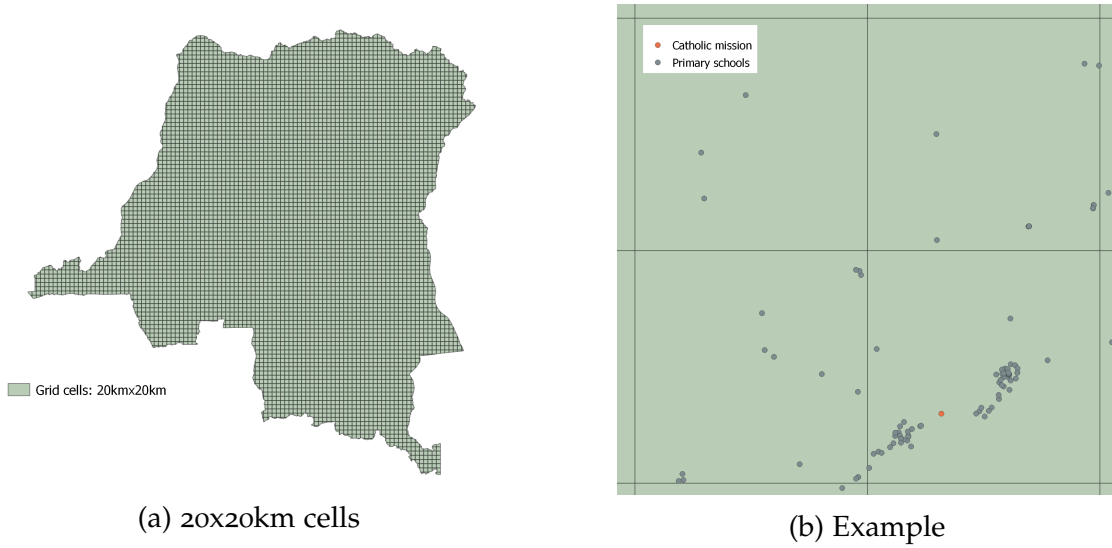 Grid cells: 20kmx20km
(a) 20x20km cells
Catholic mission
Primary schools
(b) Example